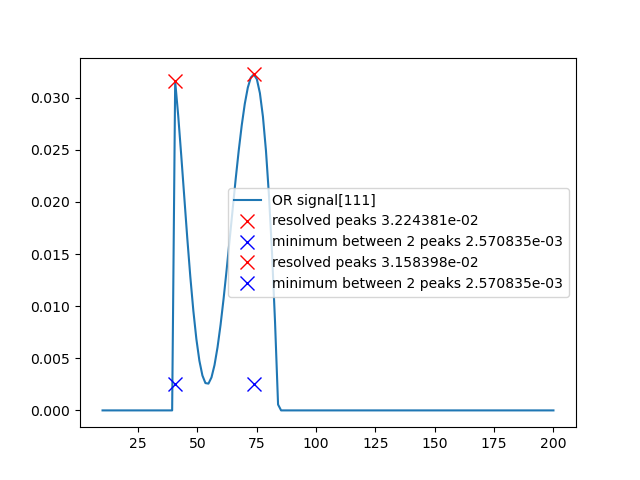 0.030
0.025
0.020
0.015
0.010
0.005
0.000
OR signal[111]
resolved peaks 3.224381e-02
minimum between 2 peaks 2.570835e-03
resolved peaks 3.158398e-02
minimum between 2 peaks 2.570835e-03
25 50 75 100 125 150 175 200